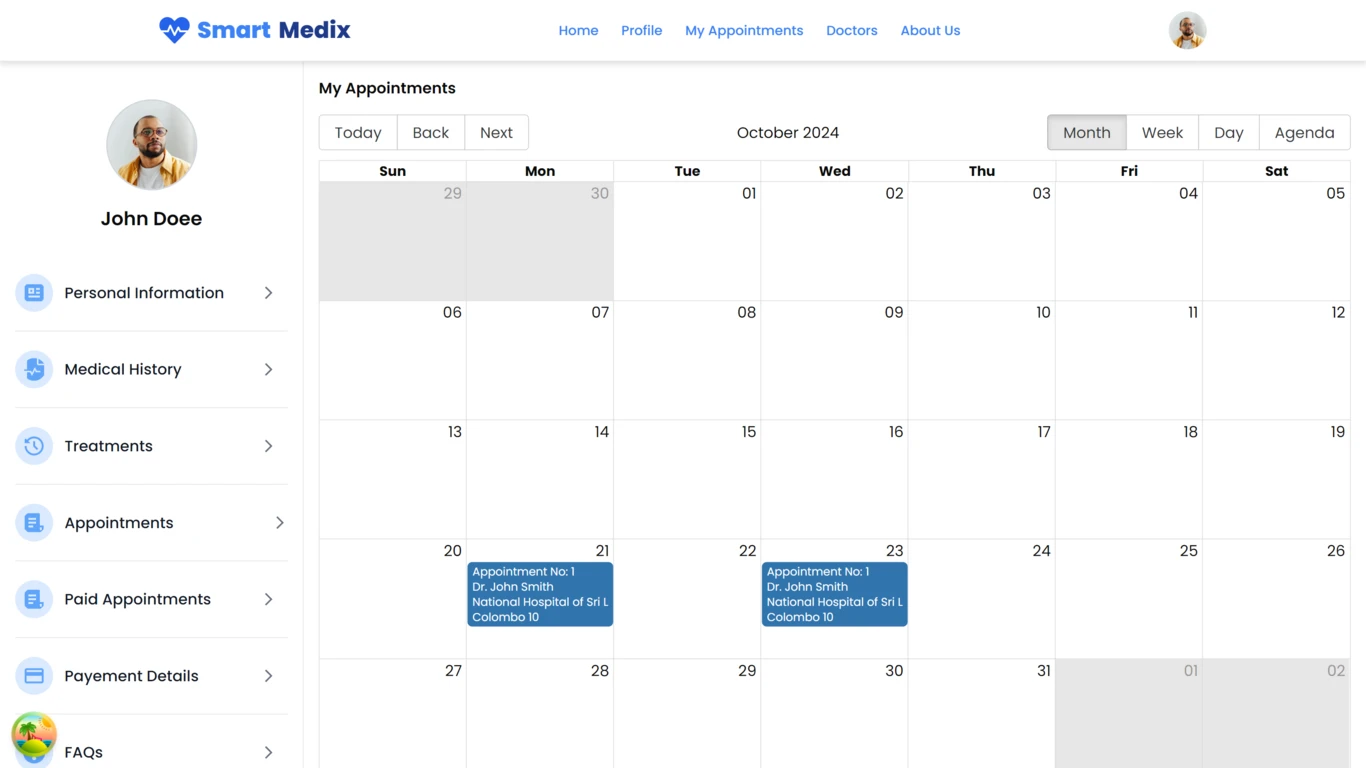 Smart Medix
Home Profile My Appointments Doctors About Us
John Doee
Personal Information
Medical History
Treatments
Appointments
Paid Appointments
Payement Details
FAQs
My Appointments
Today Back Next
October 2024
Month Week Day Agenda
Sun Mon Tue Wed Thu Fri Sat
29 30 01 02 03 04 05
06 07 08 09 10 11 12
13 14 15 16 17 18 19
20 21 22 23 24 25 26
Appointment No: 1
Dr. John Smith
National Hospital of Sri L
Colombo 10
Appointment No: 1
Dr. John Smith
National Hospital of Sri L
Colombo 10
27 28 29 30 31 01 02